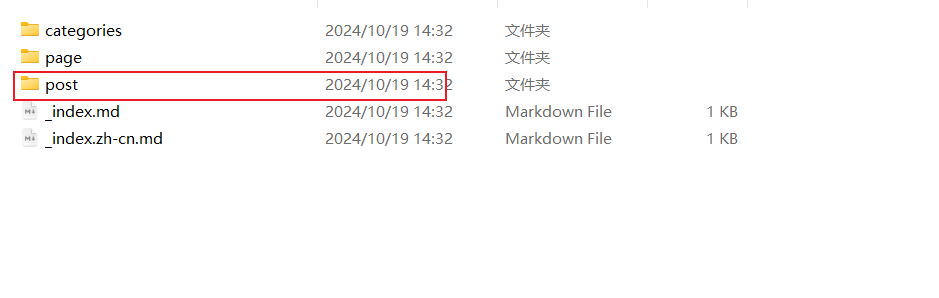 categories 2024/10/19 14:32 文件夹
page 2024/10/19 14:32 文件夹
post 2024/10/19 14:32 文件夹
_index.md 2024/10/19 14:32 Markdown File 1 KB
_index.zh-cn.md 2024/10/19 14:32 Markdown File 1 KB